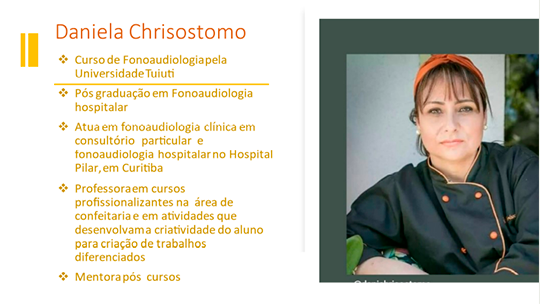 Daniela Chrisostomo
❖ Curso de Fonoaudiologia pela
Universidade Tuiuti
❖ Pós graduação em Fonoaudiologia
hospitalar
❖ Atua em fonoaudiologia clínica em
consultório particular e
fonoaudiologia hospitalar no Hospital
Pilar, em Curitiba
❖ Professora em cursos
profissionalizantes na área de
confeitaria e em atividades que
desenvolvam a criatividade do aluno
para criação de trabalhos
diferenciados
❖ Mentora pós cursos